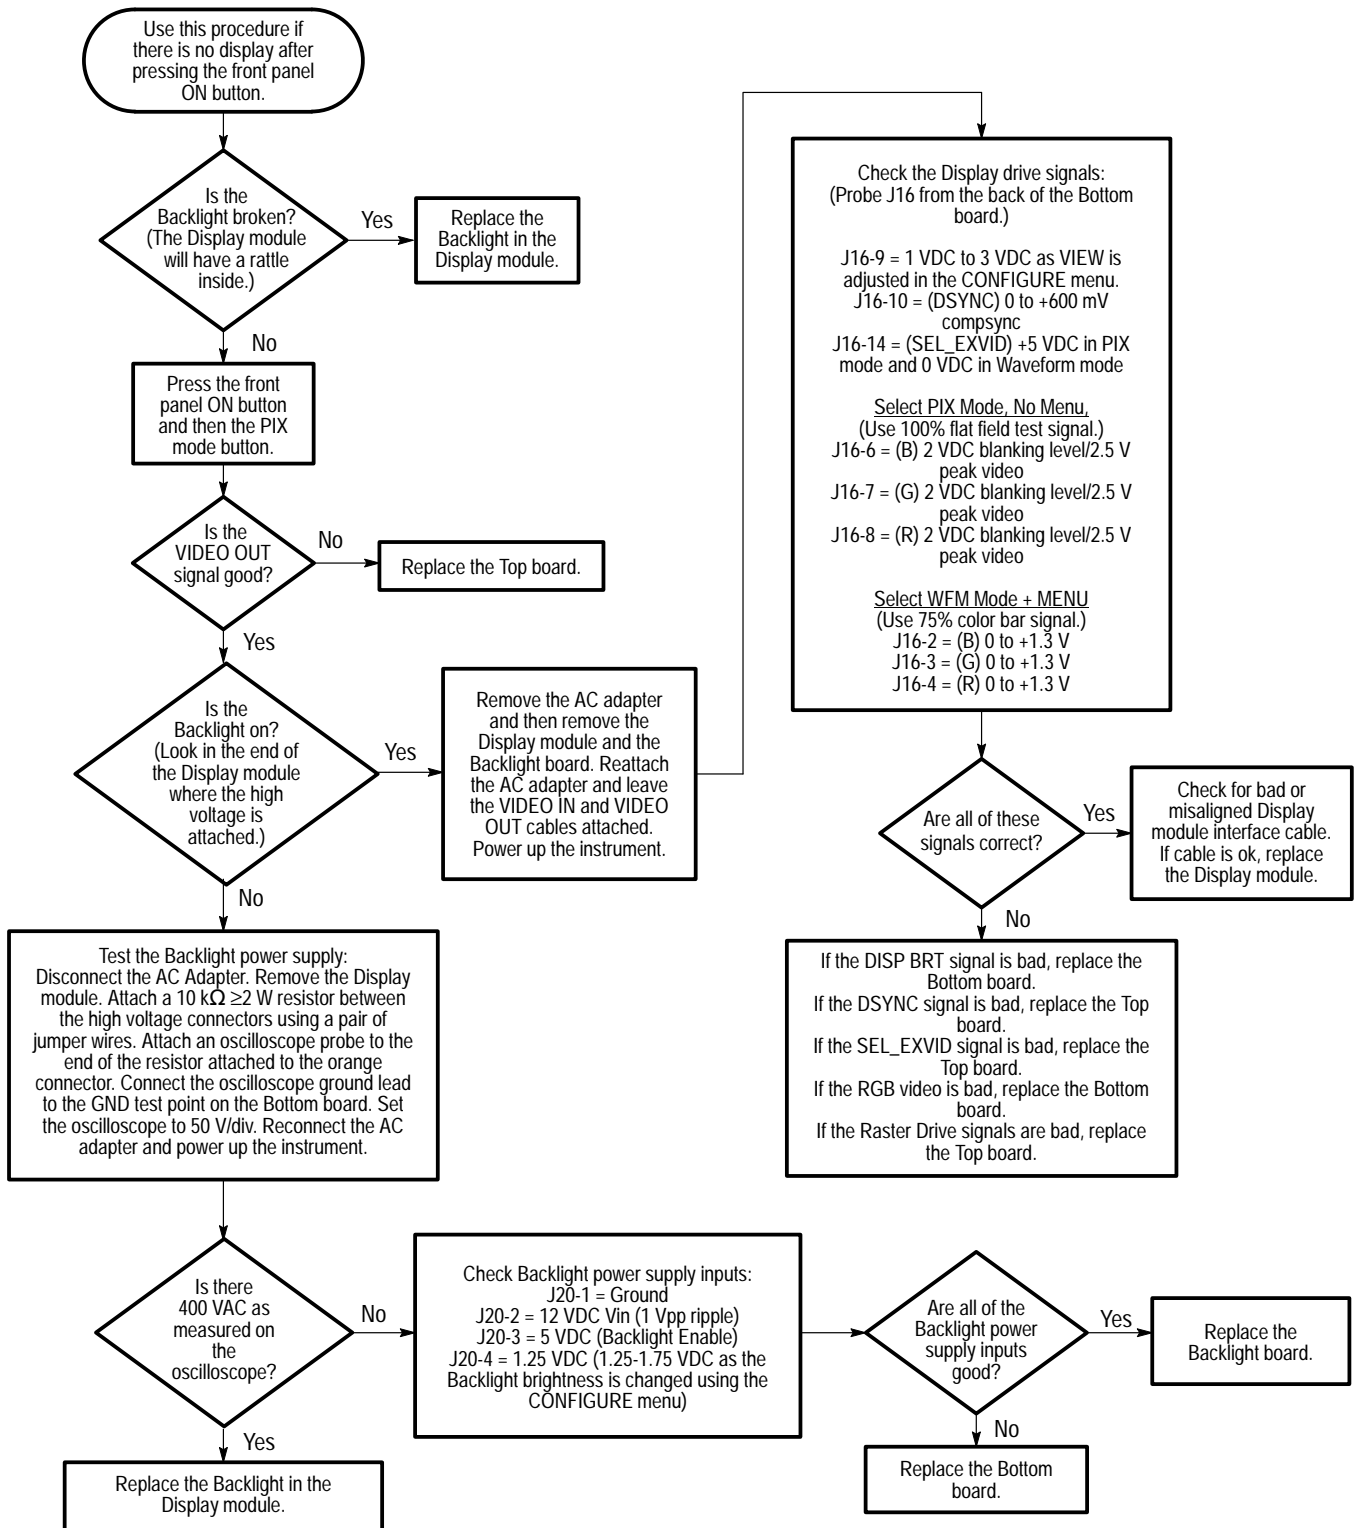 Use this procedure if
there is no display after
pressing the front panel
ON button.
Is the
Backlight broken?
(The Display module
will have a rattle
inside.)
Yes
Replace the
Backlight in the
Display module.
No
Press the front
panel ON button
and then the PIX
mode button.
Is the
VIDEO OUT
signal good?
No
Replace the Top board.
Yes
Is the
Backlight on?
(Look in the end of
the Display module
where the high
voltage is
attached.)
Yes
Remove the AC adapter
and then remove the
Display module and the
Backlight board. Reattach
the AC adapter and leave
the VIDEO IN and VIDEO
OUT cables attached.
Power up the instrument.
No
Test the Backlight power supply:
Disconnect the AC Adapter. Remove the Display
module. Attach a 10 kΩ ≥2 W resistor between
the high voltage connectors using a pair of
jumper wires. Attach an oscilloscope probe to the
end of the resistor attached to the orange
connector. Connect the oscilloscope ground lead
to the GND test point on the Bottom board. Set
the oscilloscope to 50 V/div. Reconnect the AC
adapter and power up the instrument.
Is there
400 VAC as
measured on
the
oscilloscope?
No
Yes
Replace the Backlight in the
Display module.
Check Backlight power supply inputs:
J20-1 = Ground
J20-2 = 12 VDC Vin (1 Vpp ripple)
J20-3 = 5 VDC (Backlight Enable)
J20-4 = 1.25 VDC (1.25-1.75 VDC as the
Backlight brightness is changed using the
CONFIGURE menu)
Are all of the
Backlight power
supply inputs
good?
Yes
Replace the
Backlight board.
No
Replace the Bottom
board.
Check the Display drive signals:
(Probe J16 from the back of the Bottom
board.)
J16-9 = 1 VDC to 3 VDC as VIEW is
adjusted in the CONFIGURE menu.
J16-10 = (DSYNC) 0 to +600 mV
compsync
J16-14 = (SEL_EXVID) +5 VDC in PIX
mode and 0 VDC in Waveform mode
Select PIX Mode, No Menu,
(Use 100% flat field test signal.)
J16-6 = (B) 2 VDC blanking level/2.5 V
peak video
J16-7 = (G) 2 VDC blanking level/2.5 V
peak video
J16-8 = (R) 2 VDC blanking level/2.5 V
peak video
Select WFM Mode + MENU
(Use 75% color bar signal.)
J16-2 = (B) 0 to +1.3 V
J16-3 = (G) 0 to +1.3 V
J16-4 = (R) 0 to +1.3 V
Are all of these
signals correct?
Yes
Check for bad or
misaligned Display
module interface cable.
If cable is ok, replace
the Display module.
No
If the DISP BRT signal is bad, replace the
Bottom board.
If the DSYNC signal is bad, replace the Top
board.
If the SEL_EXVID signal is bad, replace the
Top board.
If the RGB video is bad, replace the Bottom
board.
If the Raster Drive signals are bad, replace
the Top board.